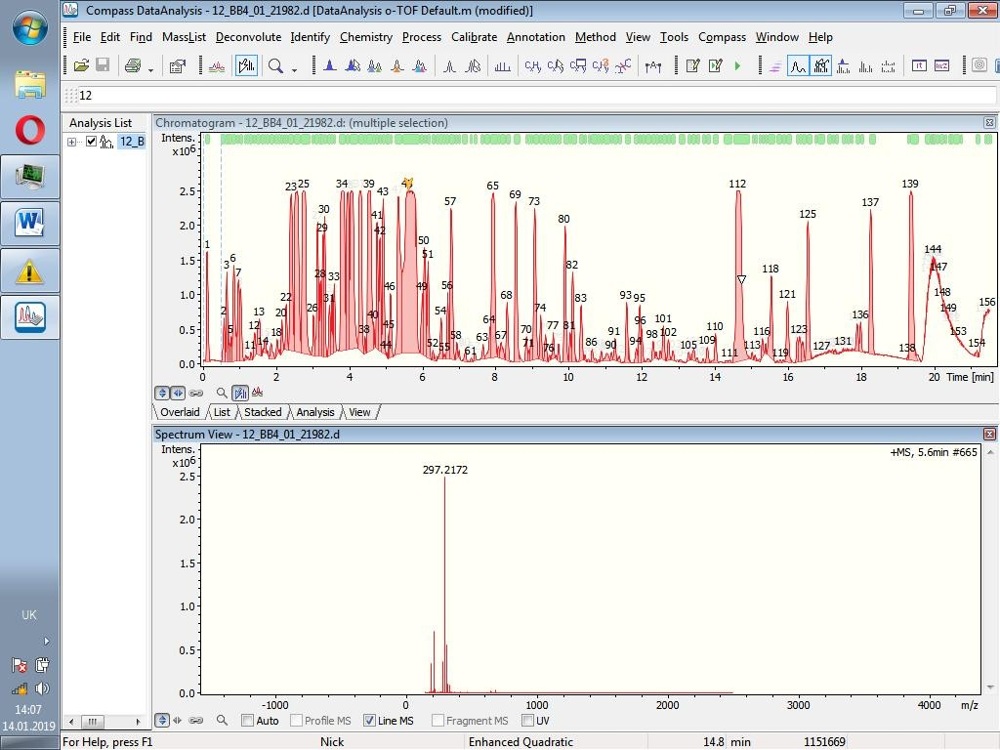 Compass DataAnalysis - 12_BB4_01_21982.d [DataAnalysis o-TOF Default.m (modified)]
File Edit Find MassList Deconvolute Identify Chemistry Process Calibrate Annotation Method View Tools Compass Window Help
12
Analysis List
12_B
Chromatogram - 12_BB4_01_21982.d: (multiple selection)
Intens.
x10⁶
2.5
2.0
1.5
1.0
0.5
0.0
0 2 4 6 8 10 12 14 16 18 20 Time [min]
1 2 3 5 6 7 11 12 13 14 18 20 22 23 25 26 28 29 30 31 33 34 38 39 40 41 42 43 44 45 46 49 50 51 52 54 55 56 57 58 61 63 64 65 67 68 69 70 71 73 74 76 77 80 81 82 83 86 90 91 93 94 95 96 98 101 102 105 109 110 111 112 113 116 118 119 121 123 125 127 131 136 137 138 139 144 147 148 149 153 154 156
Overlaid List Stacked Analysis View
Spectrum View - 12_BB4_01_21982.d
Intens.
x10⁶
+MS, 5.6min #665
297.2172
2.5
2.0
1.5
1.0
0.5
0.0
-1000 0 1000 2000 3000 4000 m/z
Auto Profile MS Line MS Fragment MS UV
For Help, press F1 Nick Enhanced Quadratic 14.8 min 1151669
UK
14:07
14.01.2019